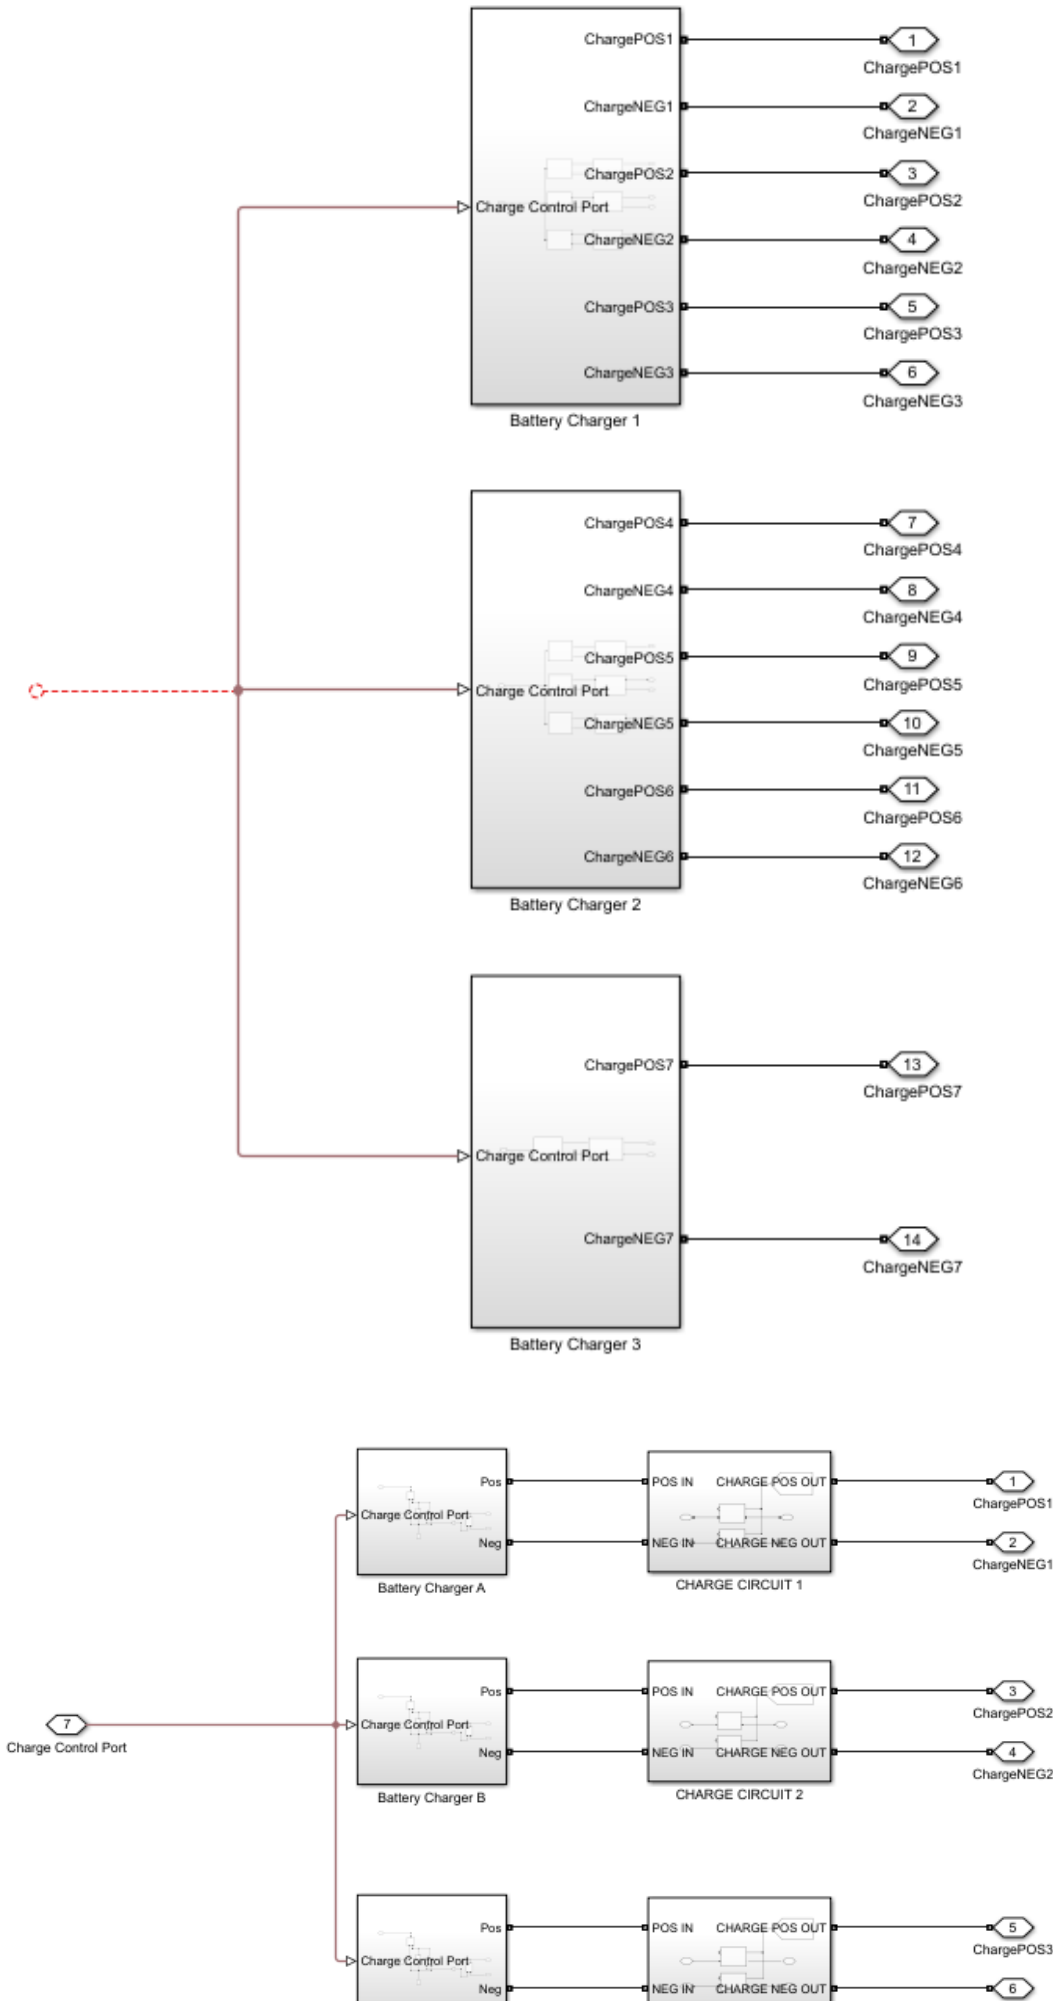 ChargePOS1
1
ChargePOS1
ChargeNEG1
2
ChargeNEG1
ChargePOS2
3
ChargePOS2
Charge Control Port
ChargeNEG2
4
ChargeNEG2
ChargePOS3
5
ChargePOS3
ChargeNEG3
6
ChargeNEG3
Battery Charger 1
ChargePOS4
7
ChargePOS4
ChargeNEG4
8
ChargeNEG4
ChargePOS5
9
ChargePOS5
Charge Control Port
ChargeNEG5
10
ChargeNEG5
ChargePOS6
11
ChargePOS6
ChargeNEG6
12
ChargeNEG6
Battery Charger 2
ChargePOS7
13
ChargePOS7
Charge Control Port
ChargeNEG7
14
ChargeNEG7
Battery Charger 3
Pos
POS IN
CHARGE POS OUT
1
ChargePOS1
Charge Control Port
Neg
NEG IN
CHARGE NEG OUT
2
ChargeNEG1
Battery Charger A
CHARGE CIRCUIT 1
Pos
POS IN
CHARGE POS OUT
3
ChargePOS2
7
Charge Control Port
Charge Control Port
Neg
NEG IN
CHARGE NEG OUT
4
ChargeNEG2
Battery Charger B
CHARGE CIRCUIT 2
Pos
POS IN
CHARGE POS OUT
5
ChargePOS3
Charge Control Port
Neg
NEG IN
CHARGE NEG OUT
6